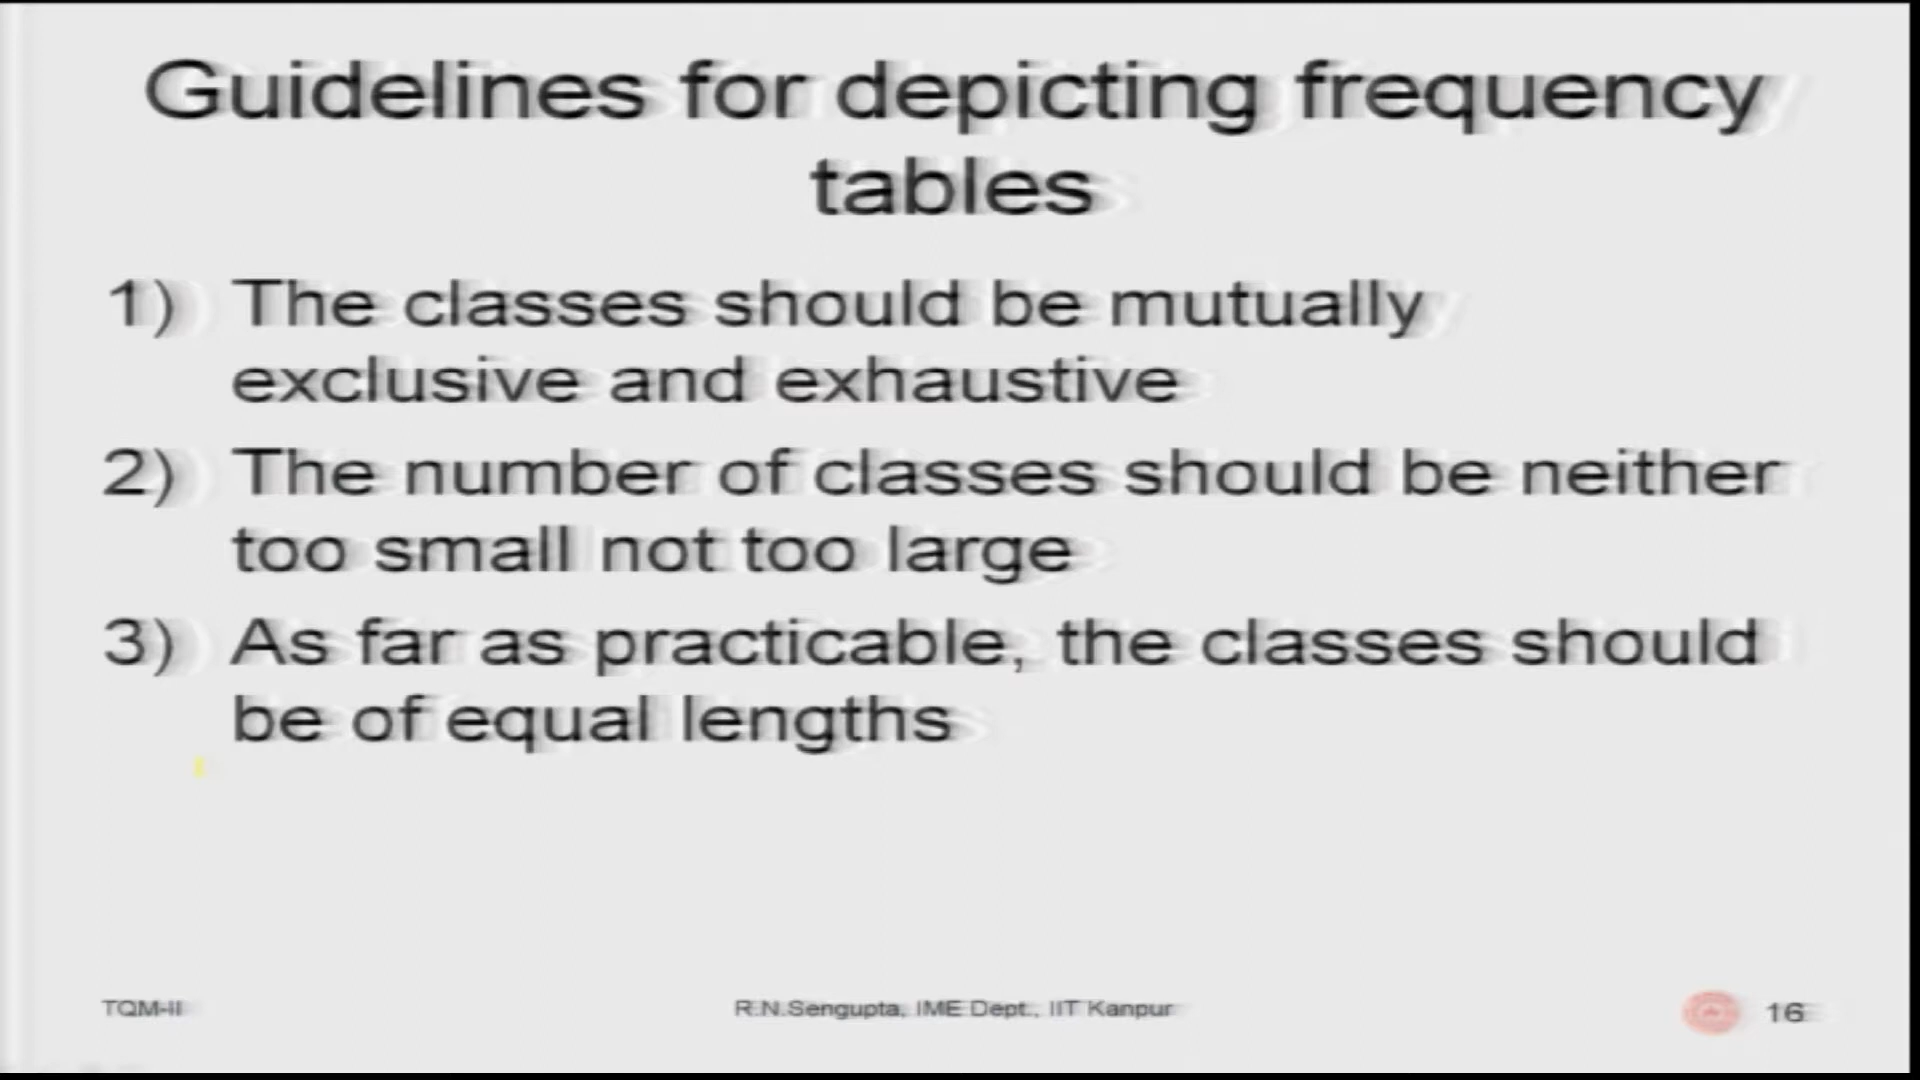 Guidelines for depicting frequency
tables
1) The classes should be mutually
exclusive and exhaustive
2) The number of classes should be neither
too small not too large
3) As far as practicable, the classes should
be of equal lengths
TQM-II
R.N.Sengupta, IME Dept., IIT Kanpur
16